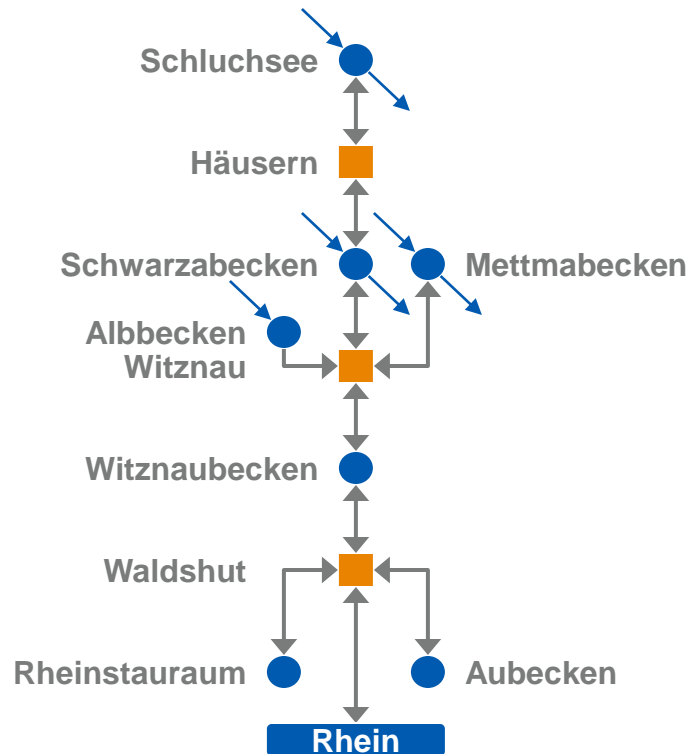 Schluchsee
Häusern
Schwarzabecken
Mettmabecken
Albbecken
Witznau
Witznaubecken
Waldshut
Rheinstauraum
Aubecken
Rhein